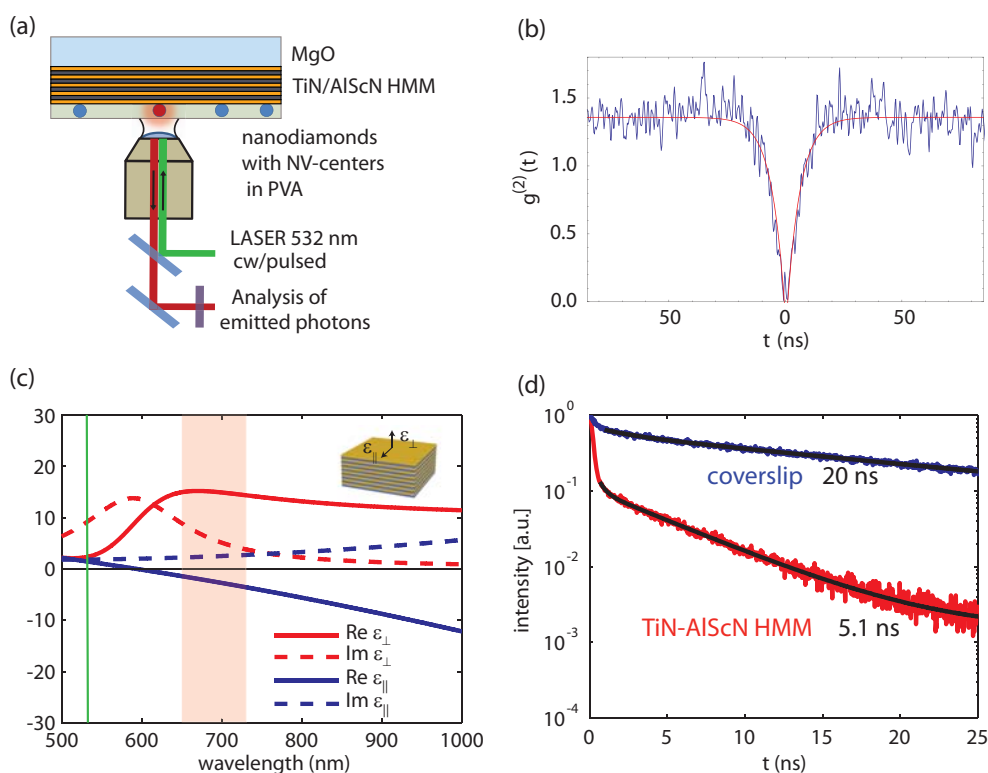 (a)
MgO
TiN/AlScN HMM
nanodiamonds
with NV-centers
in PVA
LASER 532 nm
cw/pulsed
Analysis of
emitted photons
(b)
g(2)(t)
1.5
1.0
0.5
0.0
50
0
50
t (ns)
(c)
30
20
10
0
-10
-20
-30
500
600
700
800
900
1000
wavelength (nm)
ε⊥
ε||
Re ε⊥
Im ε⊥
Re ε||
Im ε||
(d)
intensity [a.u.]
10^0
10^-1
10^-2
10^-3
10^-4
0
5
10
15
20
25
t (ns)
coverslip 20 ns
TiN-AlScN HMM 5.1 ns